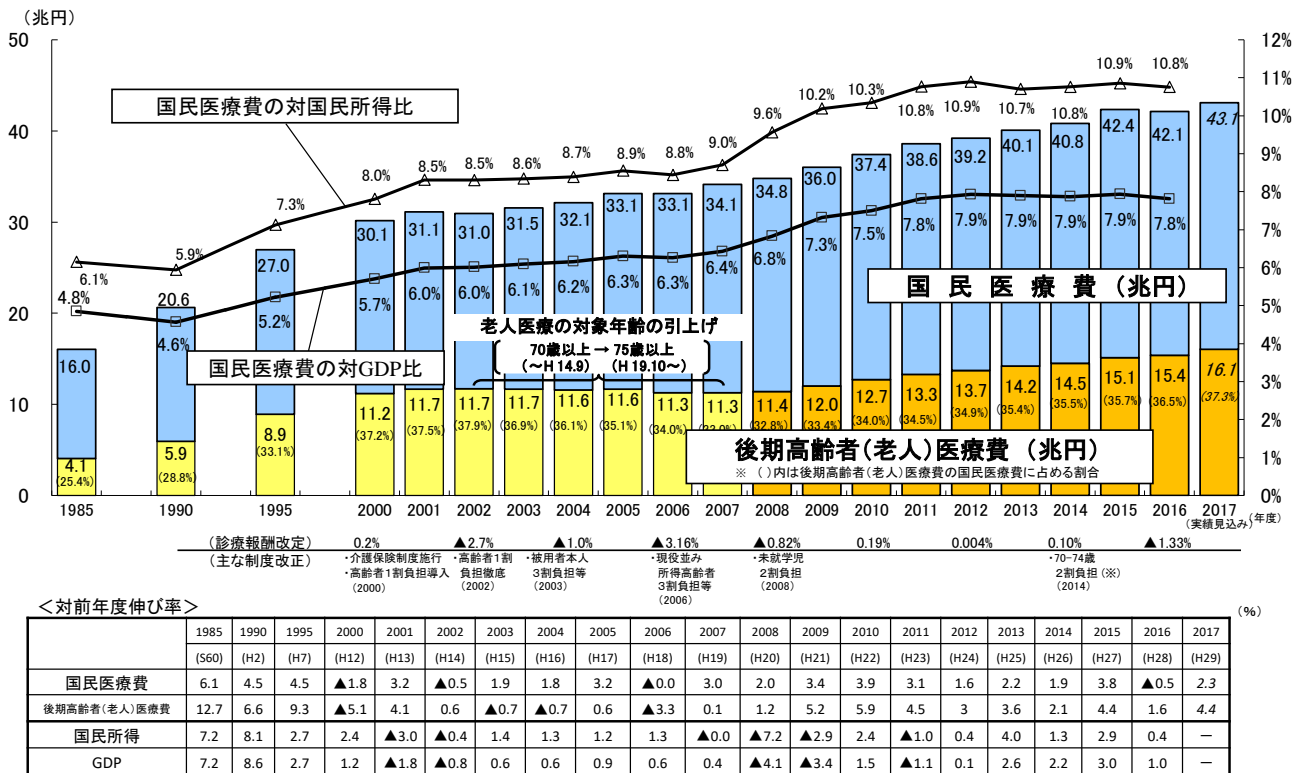 (兆円)
50 12%
11%
40 10%
9%
30 8%
7%
20 6%
5%
4%
10 3%
2%
1%
0 0%
国民医療費の対国民所得比
6.1% 5.9% 7.3% 8.0% 8.5% 8.5% 8.6% 8.7% 8.9% 8.8% 9.0% 9.6% 10.2% 10.3% 10.8% 10.9% 10.7% 10.8% 10.9% 10.8%
16.0 20.6 27.0 30.1 31.1 31.0 31.5 32.1 33.1 33.1 34.1 34.8 36.0 37.4 38.6 39.2 40.1 40.8 42.4 42.1 43.1
4.8% 4.6% 5.2% 5.7% 6.0% 6.0% 6.1% 6.2% 6.3% 6.3% 6.4% 6.8% 7.3% 7.5% 7.8% 7.9% 7.9% 7.9% 7.9% 7.8%
国民医療費(兆円)
国民医療費の対GDP比
老人医療の対象年齢の引上げ
70歳以上 → 75歳以上
(~H 14.9) (H 19.10~)
4.1 5.9 8.9 11.2 11.7 11.7 11.7 11.6 11.6 11.3 11.3 11.4 12.0 12.7 13.3 13.7 14.2 14.5 15.1 15.4 16.1
(25.4%) (28.8%) (33.1%) (37.2%) (37.5%) (37.9%) (36.9%) (36.1%) (35.1%) (34.0%) (32.8%) (33.4%) (34.0%) (34.5%) (34.9%) (35.4%) (35.5%) (35.7%) (36.5%) (37.3%)
後期高齢者(老人)医療費 (兆円)
※ ( )内は後期高齢者(老人)医療費の国民医療費に占める割合
1985 1990 1995 2000 2001 2002 2003 2004 2005 2006 2007 2008 2009 2010 2011 2012 2013 2014 2015 2016 2017 (年度)
(実績見込み)
(診療報酬改定) 0.2% ▲2.7% ▲1.0% ▲3.16% ▲0.82% 0.19% 0.004% 0.10% ▲1.33%
(主な制度改正)
・介護保険制度施行
・高齢者1割負担導入
(2000)
・高齢者1割
負担徹底
(2002)
・被用者本人
3割負担等
(2003)
・現役並み
所得高齢者
3割負担等
(2006)
・未就学児
2割負担
(2008)
・70-74歳
2割負担(※)
(2014)
<対前年度伸び率>
(%)
1985 1990 1995 2000 2001 2002 2003 2004 2005 2006 2007 2008 2009 2010 2011 2012 2013 2014 2015 2016 2017
(S60) (H2) (H7) (H12) (H13) (H14) (H15) (H16) (H17) (H18) (H19) (H20) (H21) (H22) (H23) (H24) (H25) (H26) (H27) (H28) (H29)
国民医療費 6.1 4.5 4.5 ▲1.8 3.2 ▲0.5 1.9 1.8 3.2 ▲0.0 3.0 2.0 3.4 3.9 3.1 1.6 2.2 1.9 3.8 ▲0.5 2.3
後期高齢者(老人)医療費 12.7 6.6 9.3 ▲5.1 4.1 0.6 ▲0.7 ▲0.7 0.6 ▲3.3 0.1 1.2 5.2 5.9 4.5 3 3.6 2.1 4.4 1.6 4.4
国民所得 7.2 8.1 2.7 2.4 ▲3.0 ▲0.4 1.4 1.3 1.2 1.3 ▲0.0 ▲7.2 ▲2.9 2.4 ▲1.0 0.4 4.0 1.3 2.9 0.4 —
GDP 7.2 8.6 2.7 1.2 ▲1.8 ▲0.8 0.6 0.6 0.9 0.6 0.4 ▲4.1 ▲3.4 1.5 ▲1.1 0.1 2.6 2.2 3.0 1.0 —